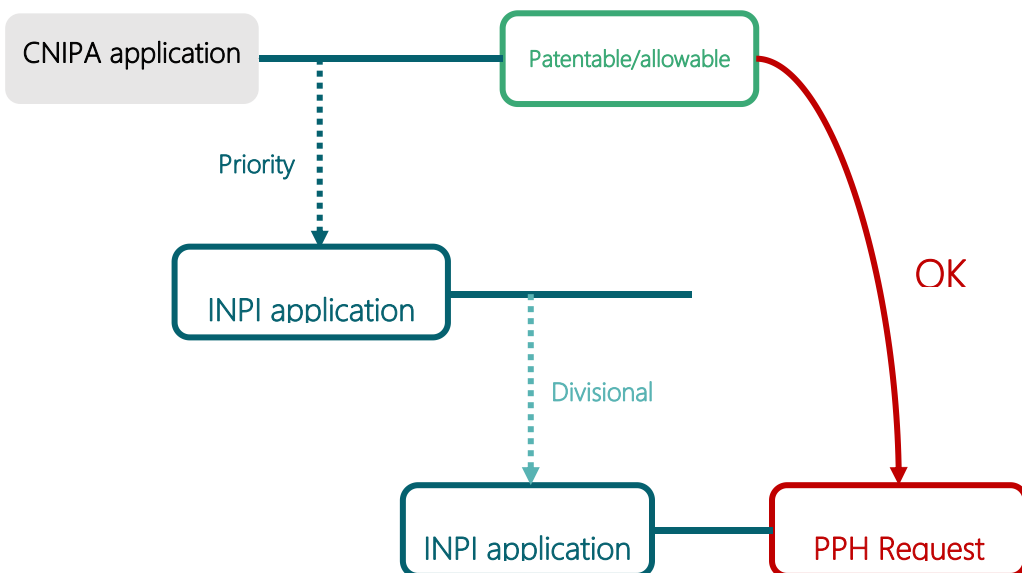 CNIPA application
Patentable/allowable
Priority
OK
INPI application
Divisional
INPI application
PPH Request